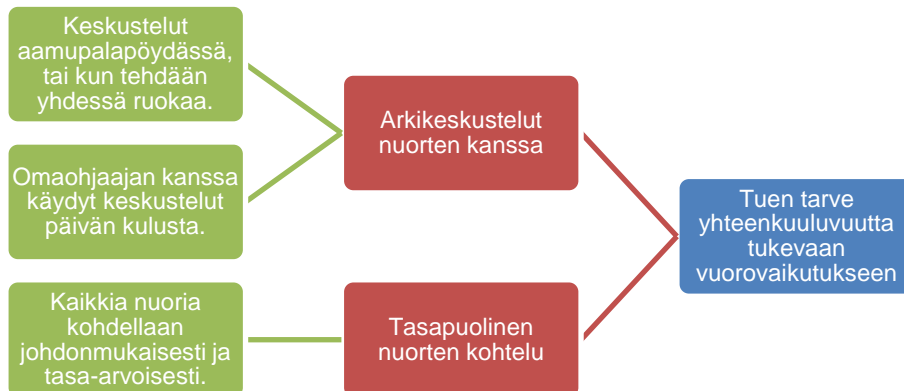 Keskustelut
aamupalapöydässä,
tai kun tehdään
yhdessä ruokaa.
Omaohjaajan kanssa
käydyt keskustelut
päivän kulusta.
Kaikkia nuoria
kohdellaan
johdonmukaisesti ja
tasa-arvoisesti.
Arkikeskustelut
nuorten kanssa
Tasapuolinen
nuorten kohtelu
Tuen tarve
yhteenkuuluvuutta
tukevaan
vuorovaikutukseen